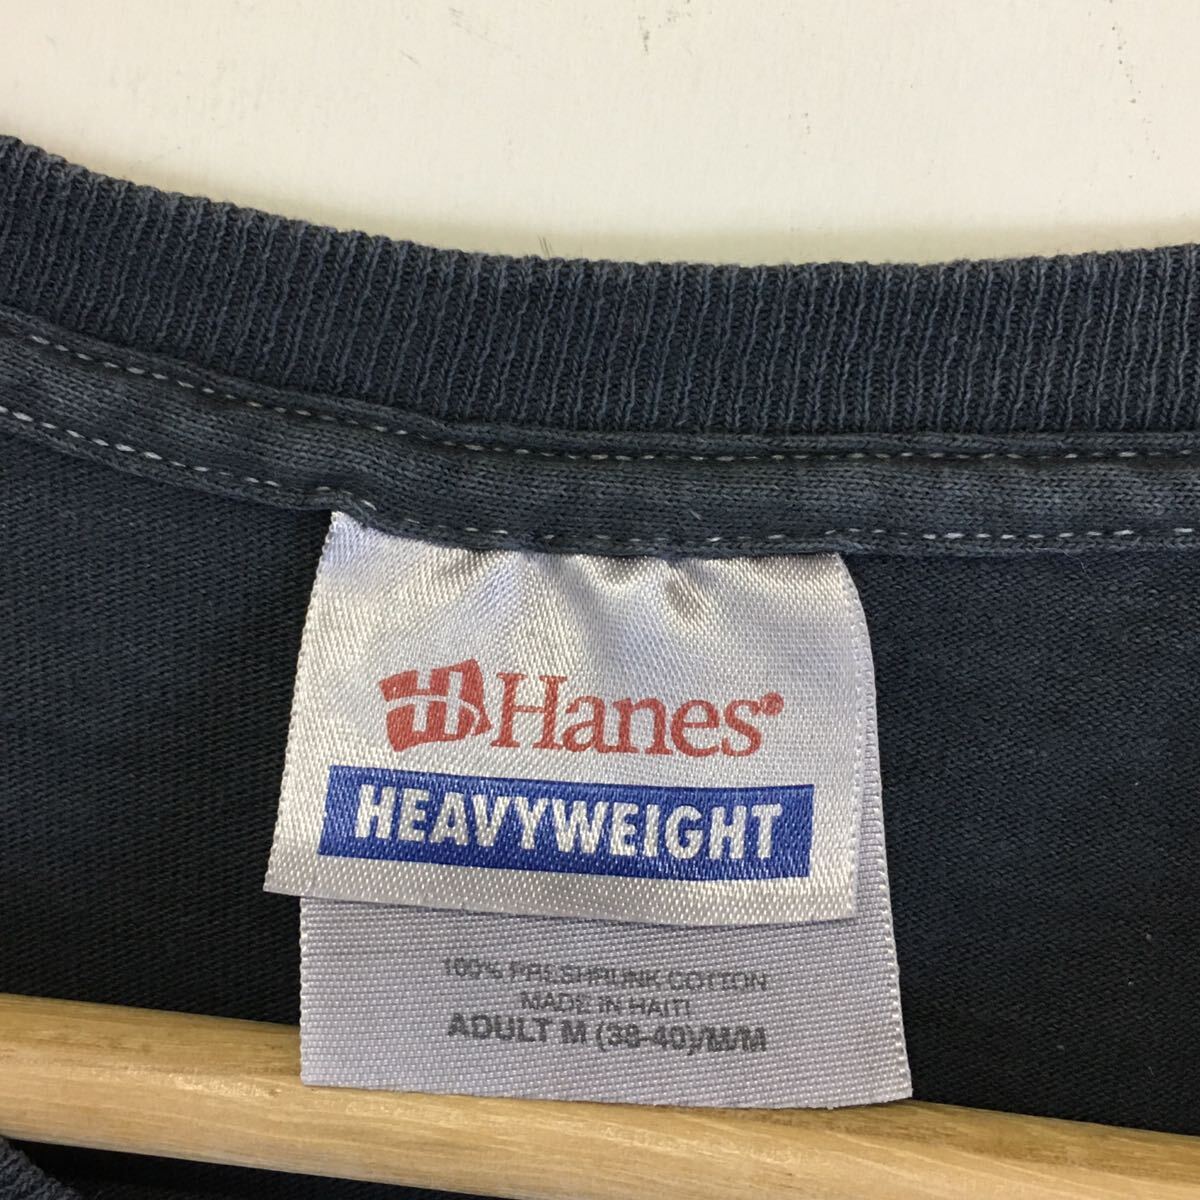 Hanes
HEAVYWEIGHT
100% PRESHRUNK COTTON
MADE IN HAITI
ADULT M (38-40)/M/M